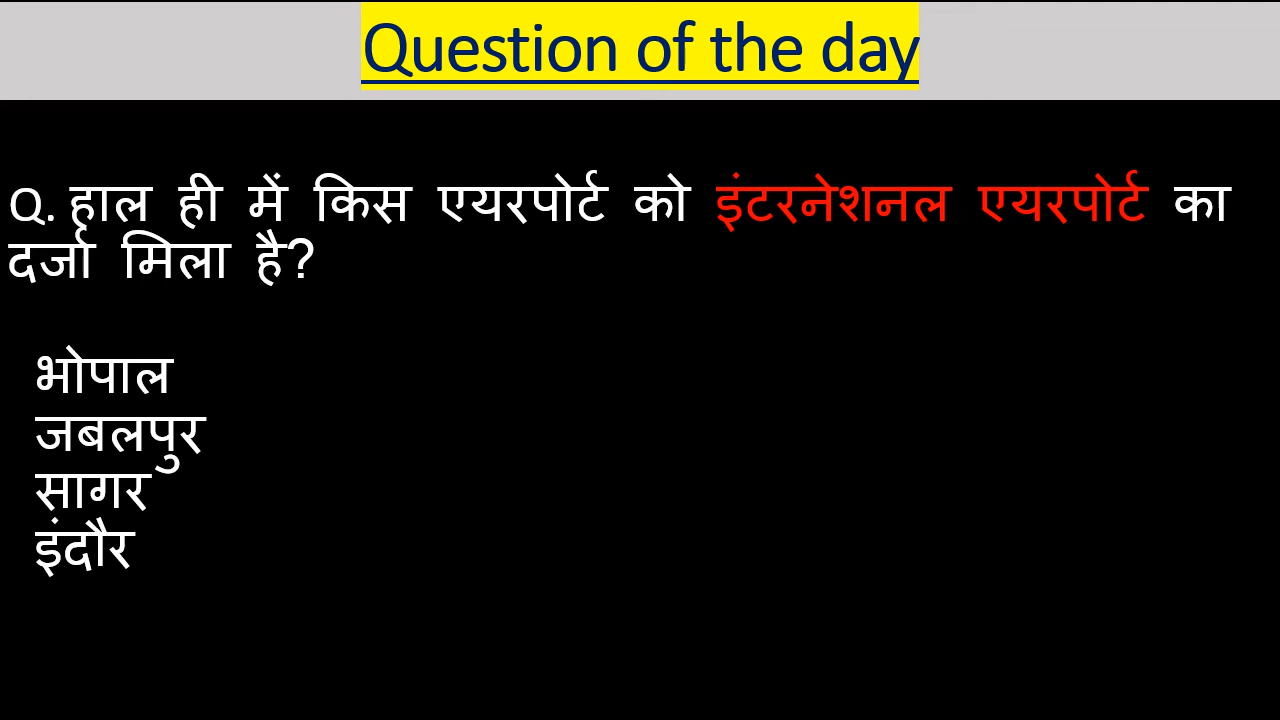 Question of the day
Q. हाल ही में किस एयरपोर्ट को इंटरनेशनल एयरपोर्ट का
दर्जा मिला है?
भोपाल
जबलपुर
सागर
इंदौर